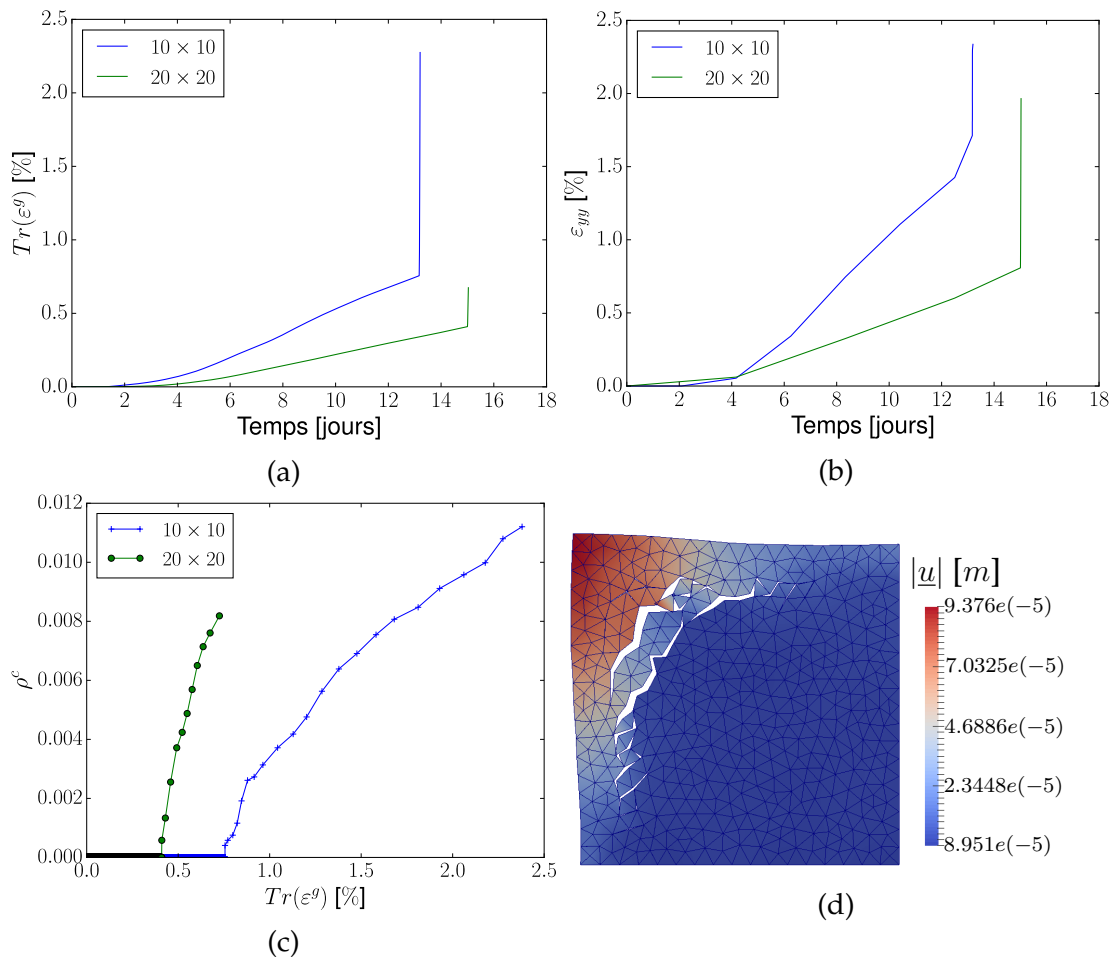 2.5
2.0
1.5
1.0
0.5
0.0
Tr(ε^g) [%]
10 × 10
20 × 20
0 2 4 6 8 10 12 14 16 18
Temps [jours]
(a)
2.5
2.0
1.5
1.0
0.5
0.0
ε_yy [%]
10 × 10
20 × 20
0 2 4 6 8 10 12 14 16 18
Temps [jours]
(b)
0.012
0.010
0.008
0.006
0.004
0.002
0.000
ρ^c
10 × 10
20 × 20
0.0 0.5 1.0 1.5 2.0 2.5
Tr(ε^g) [%]
(c)
|u| [m]
9.376e(−5)
7.0325e(−5)
4.6886e(−5)
2.3448e(−5)
8.951e(−5)
(d)